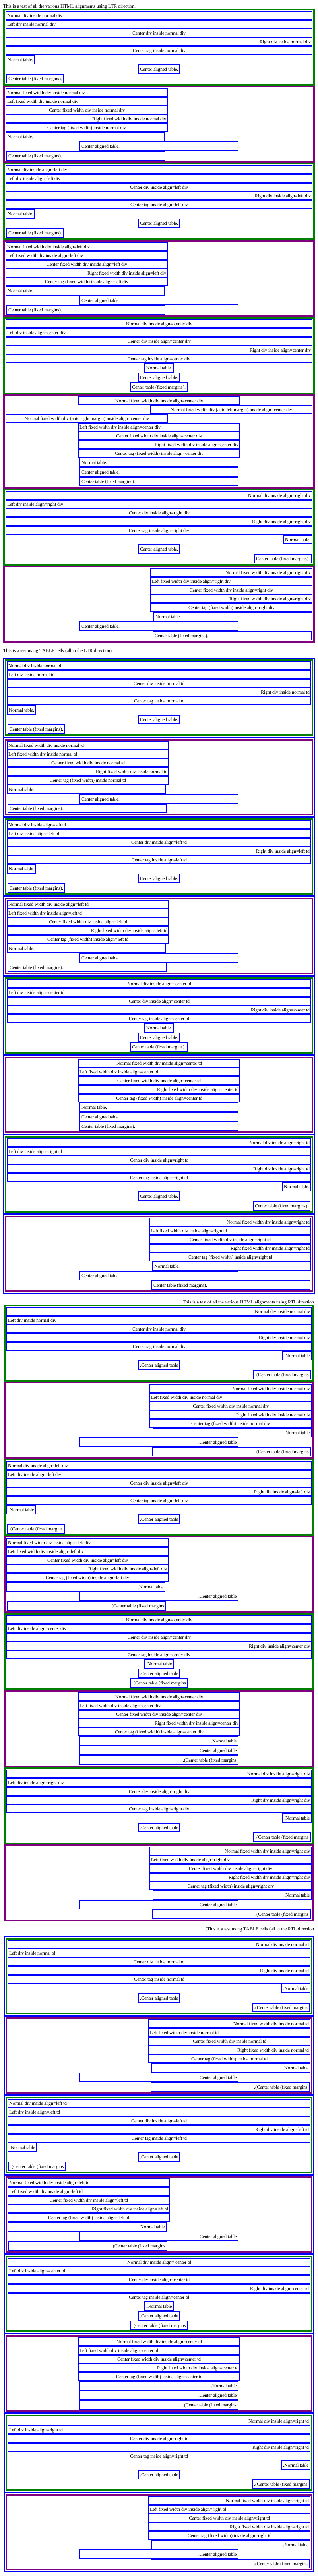 This is a test of all the various HTML alignments using LTR direction.
Normal div inside normal div
Left div inside normal div
Center div inside normal div
Right div inside normal div
Center tag inside normal div
Normal table.
Center aligned table.
Center table (fixed margins).
Normal fixed width div inside normal div
Left fixed width div inside normal div
Center fixed width div inside normal div
Right fixed width div inside normal div
Center tag (fixed width) inside normal div
Normal table.
Center aligned table.
Center table (fixed margins).
Normal div inside align=left div
Left div inside align=left div
Center div inside align=left div
Right div inside align=left div
Center tag inside align=left div
Normal table.
Center aligned table.
Center table (fixed margins).
Normal fixed width div inside align=left div
Left fixed width div inside align=left div
Center fixed width div inside align=left div
Right fixed width div inside align=left div
Center tag (fixed width) inside align=left div
Normal table.
Center aligned table.
Center table (fixed margins).
Normal div inside align= center div
Left div inside align=center div
Center div inside align=center div
Right div inside align=center div
Center tag inside align=center div
Normal table.
Center aligned table.
Center table (fixed margins).
Normal fixed width div inside align=center div
Normal fixed width div (auto left margin) inside align=center div
Normal fixed width div (auto right margin) inside align=center div
Left fixed width div inside align=center div
Center fixed width div inside align=center div
Right fixed width div inside align=center div
Center tag (fixed width) inside align=center div
Normal table.
Center aligned table.
Center table (fixed margins).
Normal div inside align=right div
Left div inside align=right div
Center div inside align=right div
Right div inside align=right div
Center tag inside align=right div
Normal table.
Center aligned table.
Center table (fixed margins).
Normal fixed width div inside align=right div
Left fixed width div inside align=right div
Center fixed width div inside align=right div
Right fixed width div inside align=right div
Center tag (fixed width) inside align=right div
Normal table.
Center aligned table.
Center table (fixed margins).
This is a test using TABLE cells (all in the LTR direction).
Normal div inside normal td
Left div inside normal td
Center div inside normal td
Right div inside normal td
Center tag inside normal td
Normal table.
Center aligned table.
Center table (fixed margins).
Normal fixed width div inside normal td
Left fixed width div inside normal td
Center fixed width div inside normal td
Right fixed width div inside normal td
Center tag (fixed width) inside normal td
Normal table.
Center aligned table.
Center table (fixed margins).
Normal div inside align=left td
Left div inside align=left td
Center div inside align=left td
Right div inside align=left td
Center tag inside align=left td
Normal table.
Center aligned table.
Center table (fixed margins).
Normal fixed width div inside align=left td
Left fixed width div inside align=left td
Center fixed width div inside align=left td
Right fixed width div inside align=left td
Center tag (fixed width) inside align=left td
Normal table.
Center aligned table.
Center table (fixed margins).
Normal div inside align= center td
Left div inside align=center td
Center div inside align=center td
Right div inside align=center td
Center tag inside align=center td
Normal table.
Center aligned table.
Center table (fixed margins).
Normal fixed width div inside align=center td
Left fixed width div inside align=center td
Center fixed width div inside align=center td
Right fixed width div inside align=center td
Center tag (fixed width) inside align=center td
Normal table.
Center aligned table.
Center table (fixed margins).
Normal div inside align=right td
Left div inside align=right td
Center div inside align=right td
Right div inside align=right td
Center tag inside align=right td
Normal table.
Center aligned table.
Center table (fixed margins).
Normal fixed width div inside align=right td
Left fixed width div inside align=right td
Center fixed width div inside align=right td
Right fixed width div inside align=right td
Center tag (fixed width) inside align=right td
Normal table.
Center aligned table.
Center table (fixed margins).
This is a test of all the various HTML alignments using RTL direction
Normal div inside normal div
Left div inside normal div
Center div inside normal div
Right div inside normal div
Center tag inside normal div
.Normal table
.Center aligned table
.(Center table (fixed margins
Normal fixed width div inside normal div
Left fixed width div inside normal div
Center fixed width div inside normal div
Right fixed width div inside normal div
Center tag (fixed width) inside normal div
.Normal table
.Center aligned table
.(Center table (fixed margins
Normal div inside align=left div
Left div inside align=left div
Center div inside align=left div
Right div inside align=left div
Center tag inside align=left div
.Normal table
.Center aligned table
.(Center table (fixed margins
Normal fixed width div inside align=left div
Left fixed width div inside align=left div
Center fixed width div inside align=left div
Right fixed width div inside align=left div
Center tag (fixed width) inside align=left div
.Normal table
.Center aligned table
.(Center table (fixed margins
Normal div inside align= center div
Left div inside align=center div
Center div inside align=center div
Right div inside align=center div
Center tag inside align=center div
.Normal table
.Center aligned table
.(Center table (fixed margins
Normal fixed width div inside align=center div
Left fixed width div inside align=center div
Center fixed width div inside align=center div
Right fixed width div inside align=center div
Center tag (fixed width) inside align=center div
.Normal table
.Center aligned table
.(Center table (fixed margins
Normal div inside align=right div
Left div inside align=right div
Center div inside align=right div
Right div inside align=right div
Center tag inside align=right div
.Normal table
.Center aligned table
.(Center table (fixed margins
Normal fixed width div inside align=right div
Left fixed width div inside align=right div
Center fixed width div inside align=right div
Right fixed width div inside align=right div
Center tag (fixed width) inside align=right div
.Normal table
.Center aligned table
.(Center table (fixed margins
.(This is a test using TABLE cells (all in the RTL direction
Normal div inside normal td
Left div inside normal td
Center div inside normal td
Right div inside normal td
Center tag inside normal td
.Normal table
.Center aligned table
.(Center table (fixed margins
Normal fixed width div inside normal td
Left fixed width div inside normal td
Center fixed width div inside normal td
Right fixed width div inside normal td
Center tag (fixed width) inside normal td
.Normal table
.Center aligned table
.(Center table (fixed margins
Normal div inside align=left td
Left div inside align=left td
Center div inside align=left td
Right div inside align=left td
Center tag inside align=left td
.Normal table
.Center aligned table
.(Center table (fixed margins
Normal fixed width div inside align=left td
Left fixed width div inside align=left td
Center fixed width div inside align=left td
Right fixed width div inside align=left td
Center tag (fixed width) inside align=left td
.Normal table
.Center aligned table
.(Center table (fixed margins
Normal div inside align= center td
Left div inside align=center td
Center div inside align=center td
Right div inside align=center td
Center tag inside align=center td
.Normal table
.Center aligned table
.(Center table (fixed margins
Normal fixed width div inside align=center td
Left fixed width div inside align=center td
Center fixed width div inside align=center td
Right fixed width div inside align=center td
Center tag (fixed width) inside align=center td
.Normal table
.Center aligned table
.(Center table (fixed margins
Normal div inside align=right td
Left div inside align=right td
Center div inside align=right td
Right div inside align=right td
Center tag inside align=right td
.Normal table
.Center aligned table
.(Center table (fixed margins
Normal fixed width div inside align=right td
Left fixed width div inside align=right td
Center fixed width div inside align=right td
Right fixed width div inside align=right td
Center tag (fixed width) inside align=right td
.Normal table
.Center aligned table
.(Center table (fixed margins